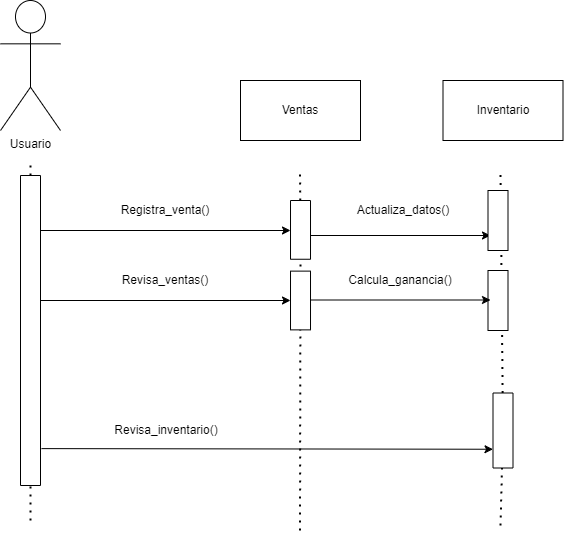 Usuario
Ventas
Inventario
Registra_venta()
Actualiza_datos()
Revisa_ventas()
Calcula_ganancia()
Revisa_inventario()